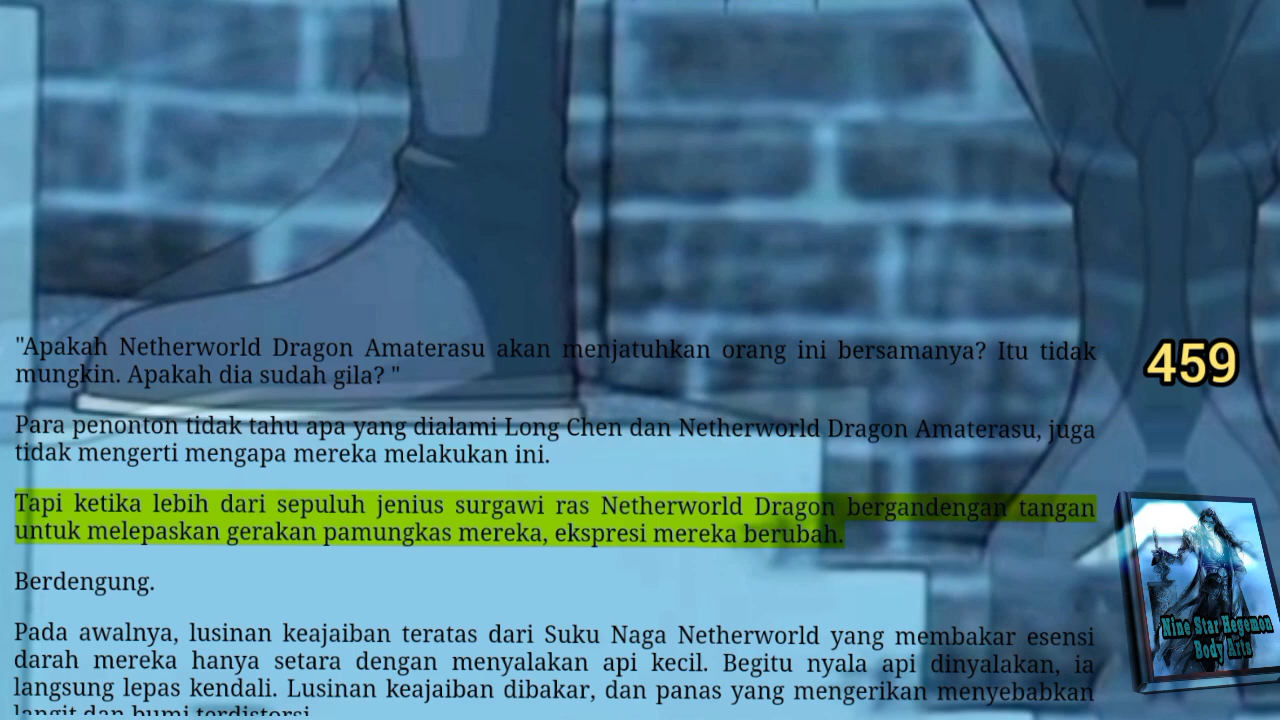 "Apakah Netherworld Dragon Amaterasu akan menjatuhkan orang ini bersamanya? Itu tidak
mungkin. Apakah dia sudah gila? "
Para penonton tidak tahu apa yang dialami Long Chen dan Netherworld Dragon Amaterasu, juga
tidak mengerti mengapa mereka melakukan ini.
Tapi ketika lebih dari sepuluh jenius surgawi ras Netherworld Dragon bergandengan tangan
untuk melepaskan gerakan pamungkas mereka, ekspresi mereka berubah.
Berdengung.
Pada awalnya, lusinan keajaiban teratas dari Suku Naga Netherworld yang membakar esensi
darah mereka hanya setara dengan menyalakan api kecil. Begitu nyala api dinyalakan, ia
langsung lepas kendali. Lusinan keajaiban dibakar, dan panas yang mengerikan menyebabkan
langit dan bumi terdistorsi.
459
Nine Star Hegemon
Body Arts